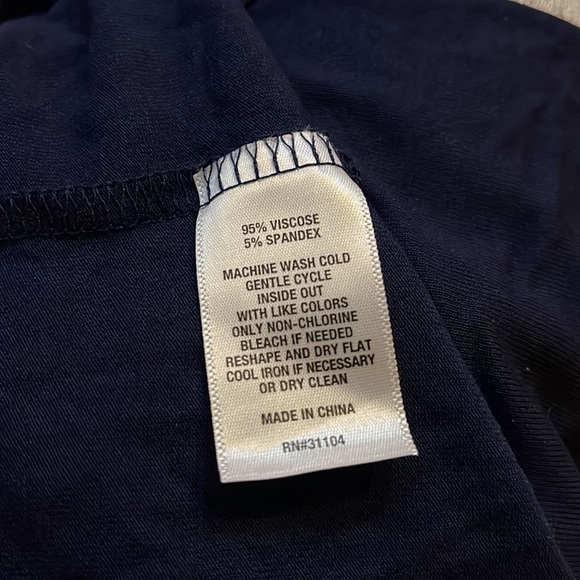 95% VISCOSE
5% SPANDEX
MACHINE WASH COLD
GENTLE CYCLE
INSIDE OUT
WITH LIKE COLORS
ONLY NON-CHLORINE
BLEACH IF NEEDED
RESHAPE AND DRY FLAT
COOL IRON IF NECESSARY
OR DRY CLEAN
MADE IN CHINA
RN#31104